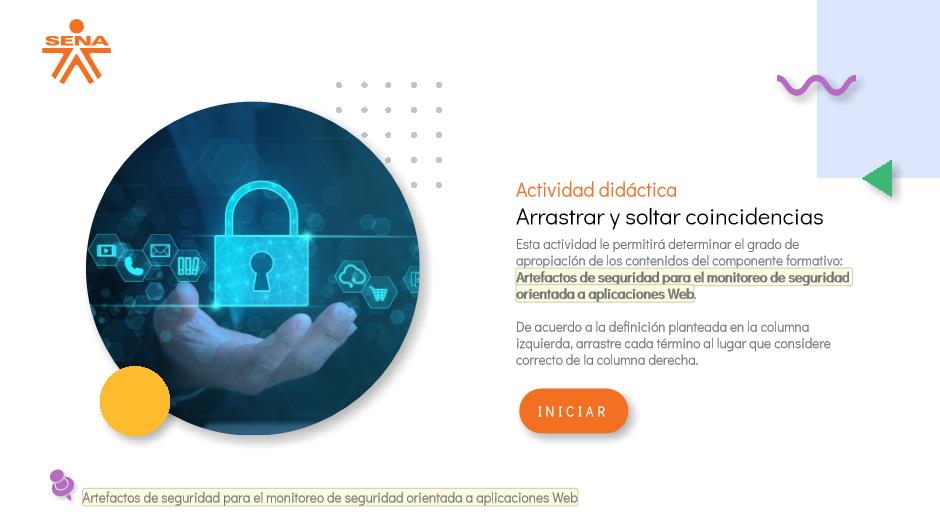 SENA
Actividad didáctica
Arrastrar y soltar coincidencias
Esta actividad le permitirá determinar el grado de
apropiación de los contenidos del componente formativo:
Artefactos de seguridad para el monitoreo de seguridad
orientada a aplicaciones Web.
De acuerdo a la definición planteada en la columna
izquierda, arrastre cada término al lugar que considere
correcto de la columna derecha.
INICIAR
Artefactos de seguridad para el monitoreo de seguridad orientada a aplicaciones Web